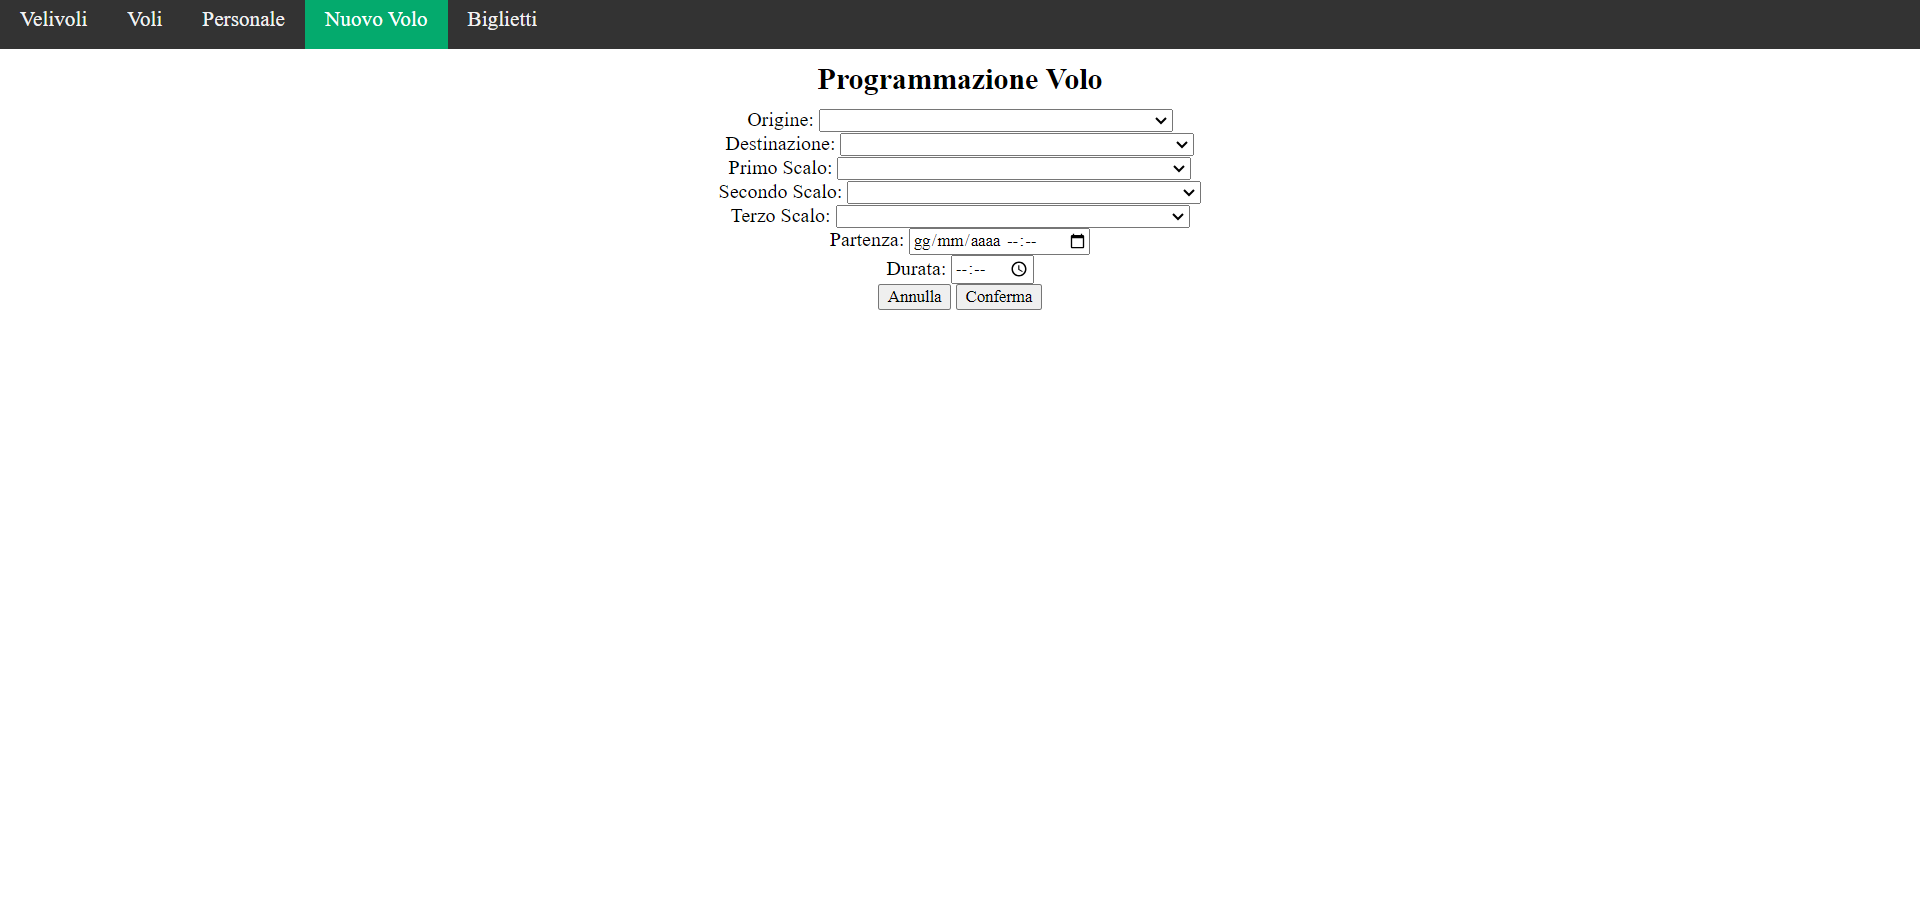 Velivoli Voli Personale Nuovo Volo Biglietti
Programmazione Volo
Origine:
Destinazione:
Primo Scalo:
Secondo Scalo:
Terzo Scalo:
Partenza: gg/mm/aaaa --:--
Durata: --:--
Annulla Conferma